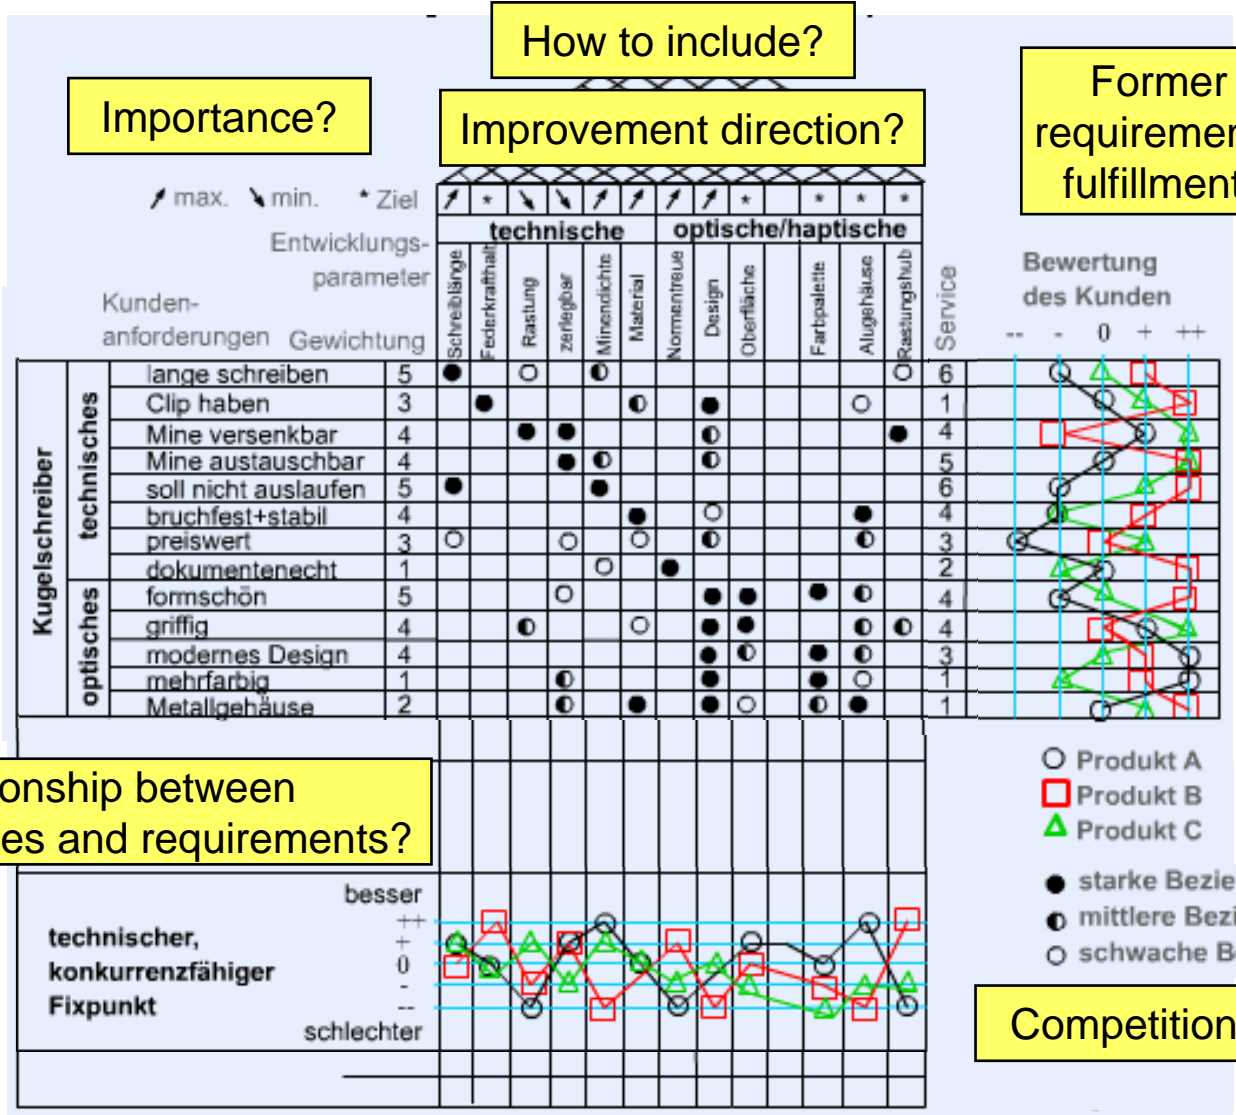 How to include?
Importance?
Improvement direction?
Former
requiremen
fulfillment
max. min. * Ziel
* * * * *
technische optische/haptische
Entwicklungs-
parameter
Kunden-
anforderungen Gewichtung
Schreiblänge
Federkrafthalt
Rastung
zerlegbar
Minendichte
Material
Normentreue
Design
Oberfläche
Farbpalette
Alugehäuse
Rastungshub
Service
Bewertung
des Kunden
-- - 0 + ++
Kugelschreiber
technisches
lange schreiben 5 6
Clip haben 3 1
Mine versenkbar 4 4
Mine austauschbar 4 5
soll nicht auslaufen 5 6
bruchfest+stabil 4 4
preiswert 3 3
dokumentenecht 1 2
optisches
formschön 5 4
griffig 4 4
modernes Design 4 3
mehrfarbig 1 1
Metallgehäuse 2 1
onship between
es and requirements?
Produkt A
Produkt B
Produkt C
starke Bezie
mittlere Bezi
schwache B
besser
++
+
0
-
--
schlechter
technischer,
konkurrenzfähiger
Fixpunkt
Competition